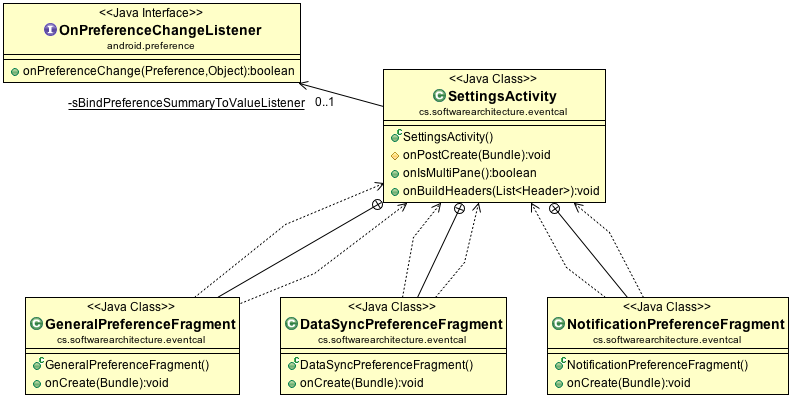 <<Java Interface>>
OnPreferenceChangeListener
android.preference
onPreferenceChange(Preference,Object):boolean
-sBindPreferenceSummaryToValueListener
0..1
<<Java Class>>
SettingsActivity
cs.softwarearchitecture.eventcal
SettingsActivity()
onPostCreate(Bundle):void
onIsMultiPane():boolean
onBuildHeaders(List<Header>):void
<<Java Class>>
GeneralPreferenceFragment
cs.softwarearchitecture.eventcal
GeneralPreferenceFragment()
onCreate(Bundle):void
<<Java Class>>
DataSyncPreferenceFragment
cs.softwarearchitecture.eventcal
DataSyncPreferenceFragment()
onCreate(Bundle):void
<<Java Class>>
NotificationPreferenceFragment
cs.softwarearchitecture.eventcal
NotificationPreferenceFragment()
onCreate(Bundle):void